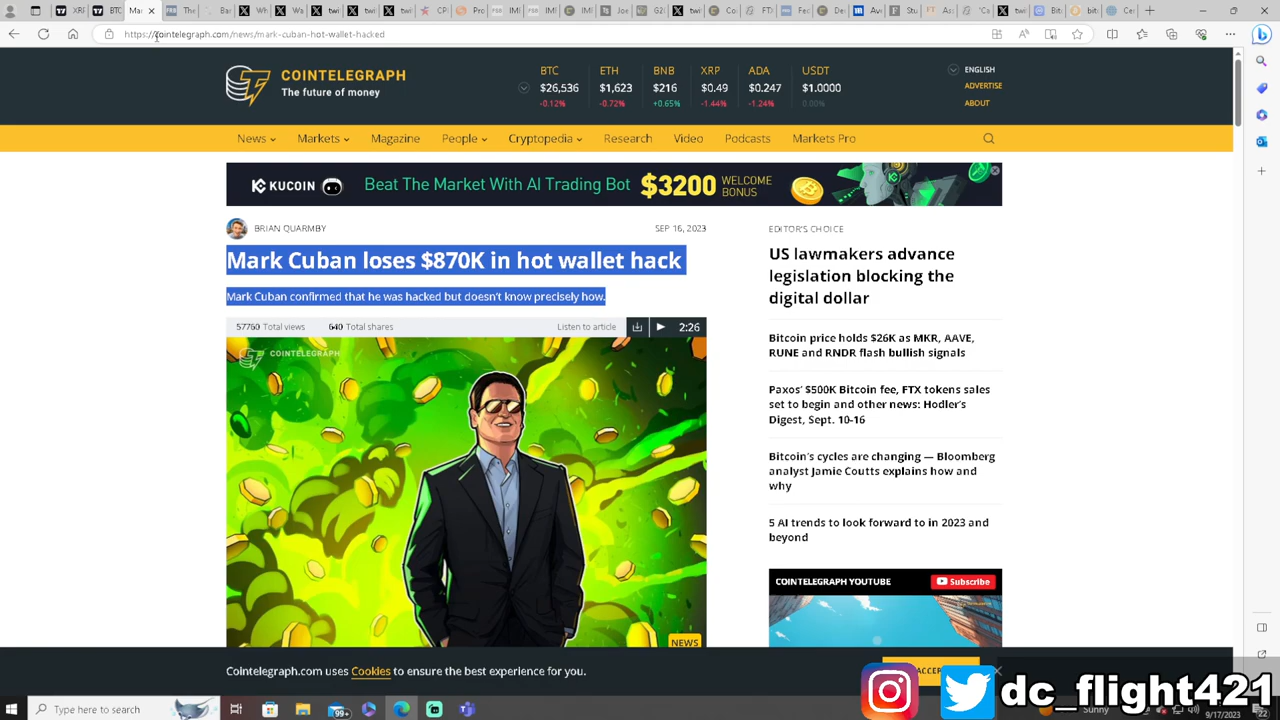 XRP
BTC
Mar
https://cointelegraph.com/news/mark-cuban-hot-wallet-hacked
COINTELEGRAPH
The future of money
BTC ETH BNB XRP ADA USDT
$26,536 $1,623 $216 $0.49 $0.247 $1.0000
-0.12% -0.72% +0.65% -1.44% -1.24% 0.00%
ENGLISH
ADVERTISE
ABOUT
News Markets Magazine People Cryptopedia Research Video Podcasts Markets Pro
KUCOIN Beat The Market With AI Trading Bot $3200 WELCOME BONUS
BRIAN QUARMBY SEP 16, 2023
Mark Cuban loses $870K in hot wallet hack
Mark Cuban confirmed that he was hacked but doesn't know precisely how.
57760 Total views 640 Total shares Listen to article 2:26
COINTELEGRAPH
NEWS
EDITOR'S CHOICE
US lawmakers advance
legislation blocking the
digital dollar
Bitcoin price holds $26K as MKR, AAVE,
RUNE and RNDR flash bullish signals
Paxos' $500K Bitcoin fee, FTX tokens sales
set to begin and other news: Hodler's
Digest, Sept. 10-16
Bitcoin's cycles are changing — Bloomberg
analyst Jamie Coutts explains how and
why
5 AI trends to look forward to in 2023 and
beyond
COINTELEGRAPH YOUTUBE Subscribe
Cointelegraph.com uses Cookies to ensure the best experience for you.
dc_flight421
Type here to search
99+
Sunny
9/17/2023
22